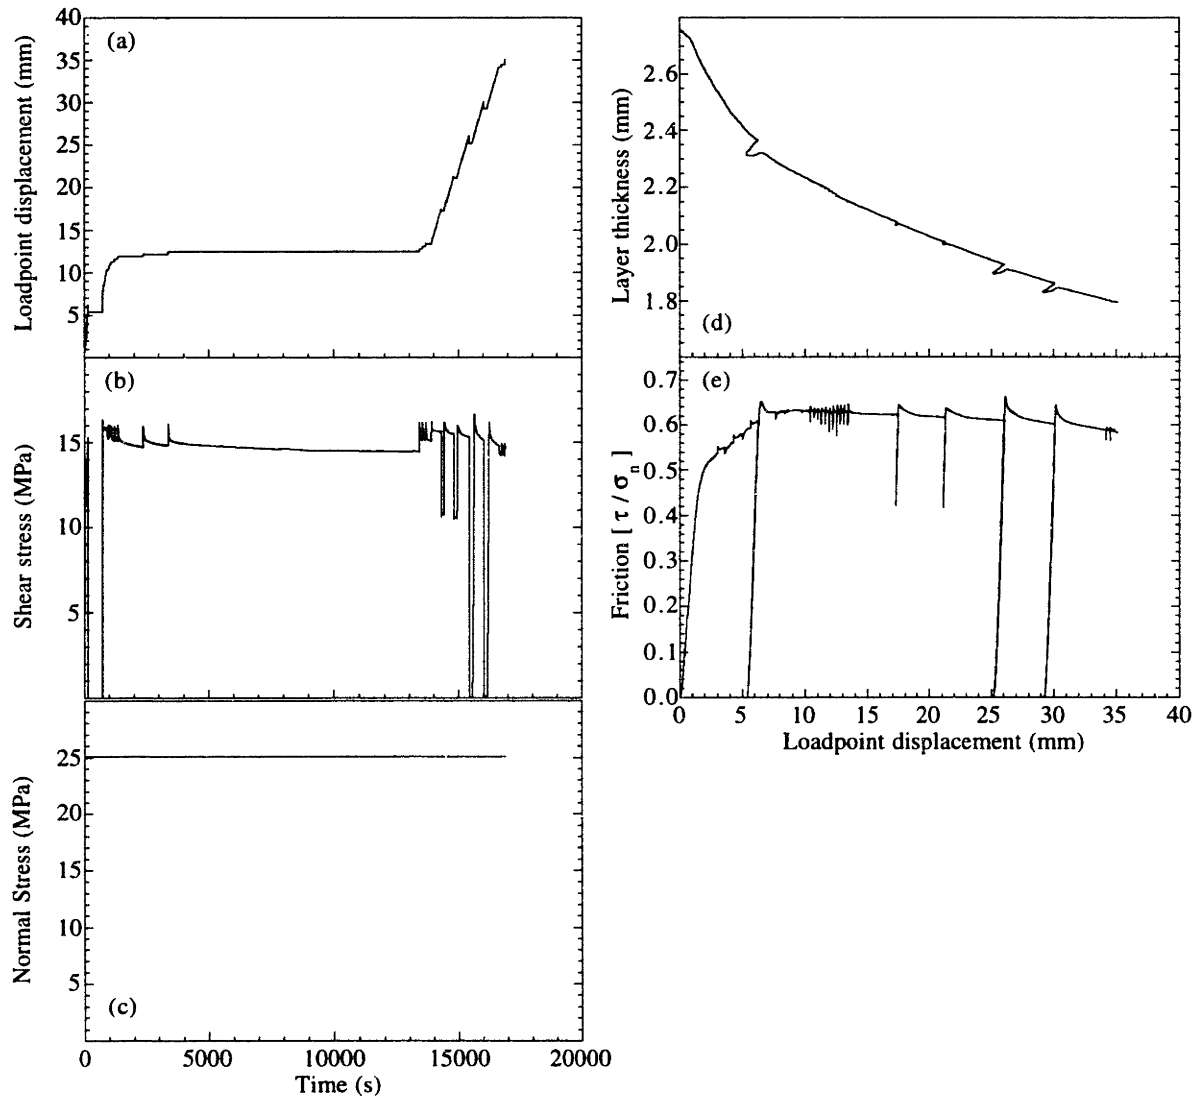 40
35
30
25
20
15
10
5
Loadpoint displacement (mm)
(a)
15
10
5
Shear stress (MPa)
(b)
25
20
15
10
5
Normal Stress (MPa)
(c)
0 5000 10000 15000 20000
Time (s)
2.6
2.4
2.2
2.0
1.8
Layer thickness (mm)
(d)
0.7
0.6
0.5
0.4
0.3
0.2
0.1
0.0
Friction [ τ / σn ]
(e)
0 5 10 15 20 25 30 35 40
Loadpoint displacement (mm)